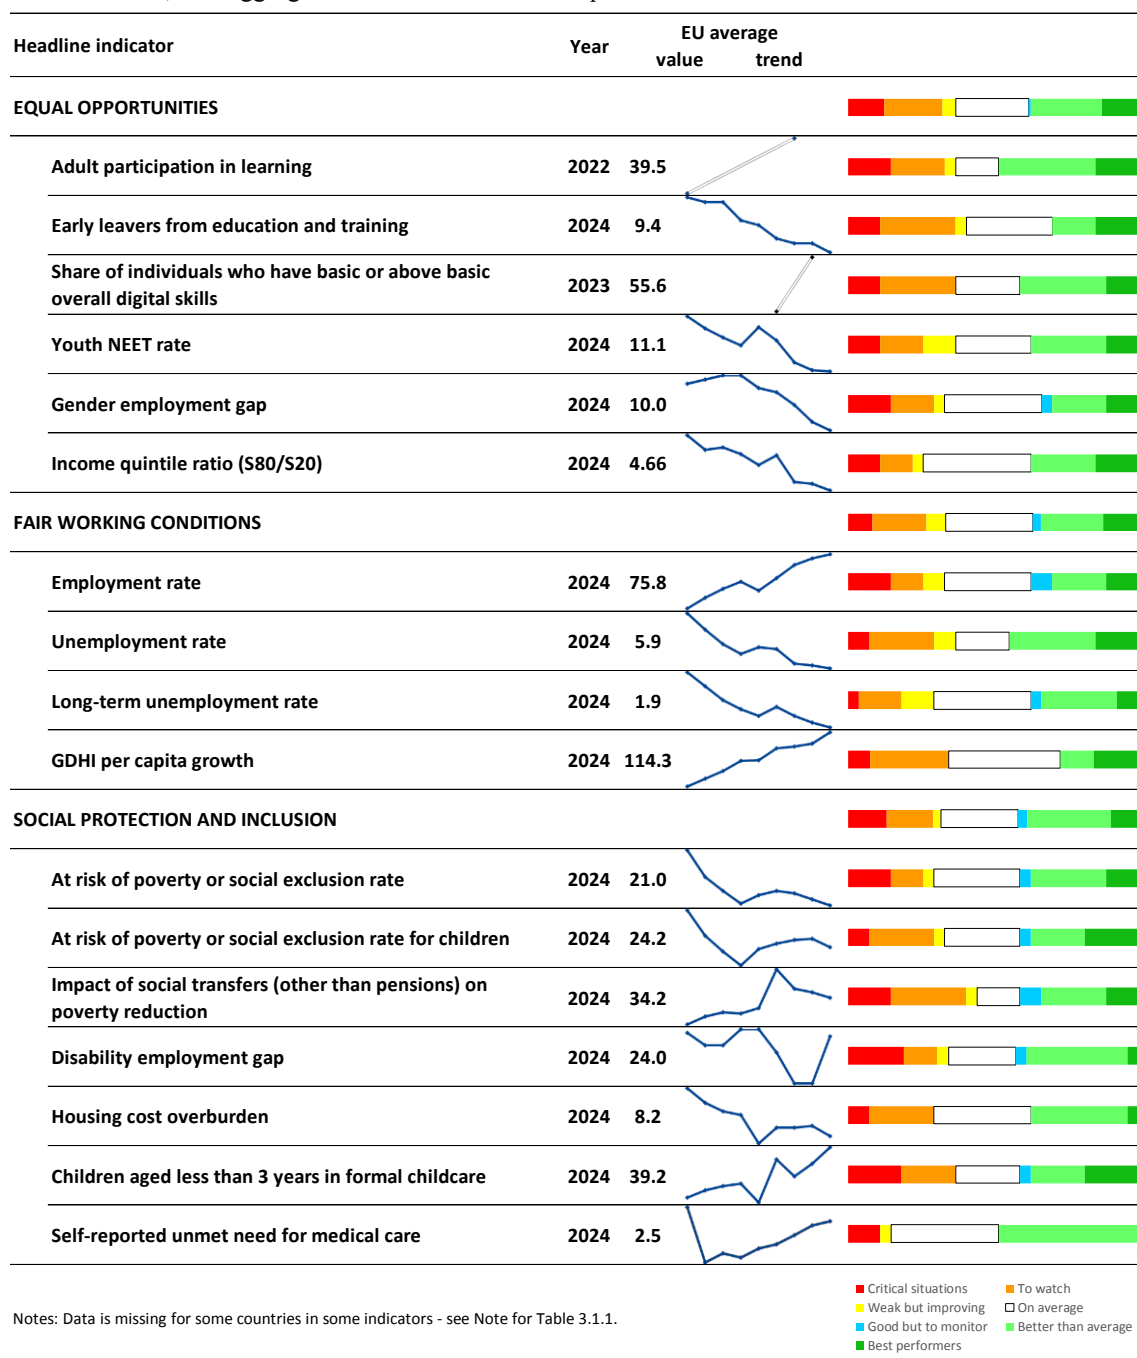 Headline indicator
Year
EU average
value trend
EQUAL OPPORTUNITIES
Adult participation in learning 2022 39.5
Early leavers from education and training 2024 9.4
Share of individuals who have basic or above basic
overall digital skills 2023 55.6
Youth NEET rate 2024 11.1
Gender employment gap 2024 10.0
Income quintile ratio (S80/S20) 2024 4.66
FAIR WORKING CONDITIONS
Employment rate 2024 75.8
Unemployment rate 2024 5.9
Long-term unemployment rate 2024 1.9
GDHI per capita growth 2024 114.3
SOCIAL PROTECTION AND INCLUSION
At risk of poverty or social exclusion rate 2024 21.0
At risk of poverty or social exclusion rate for children 2024 24.2
Impact of social transfers (other than pensions) on
poverty reduction 2024 34.2
Disability employment gap 2024 24.0
Housing cost overburden 2024 8.2
Children aged less than 3 years in formal childcare 2024 39.2
Self-reported unmet need for medical care 2024 2.5
Notes: Data is missing for some countries in some indicators - see Note for Table 3.1.1.
Critical situations To watch
Weak but improving On average
Good but to monitor Better than average
Best performers